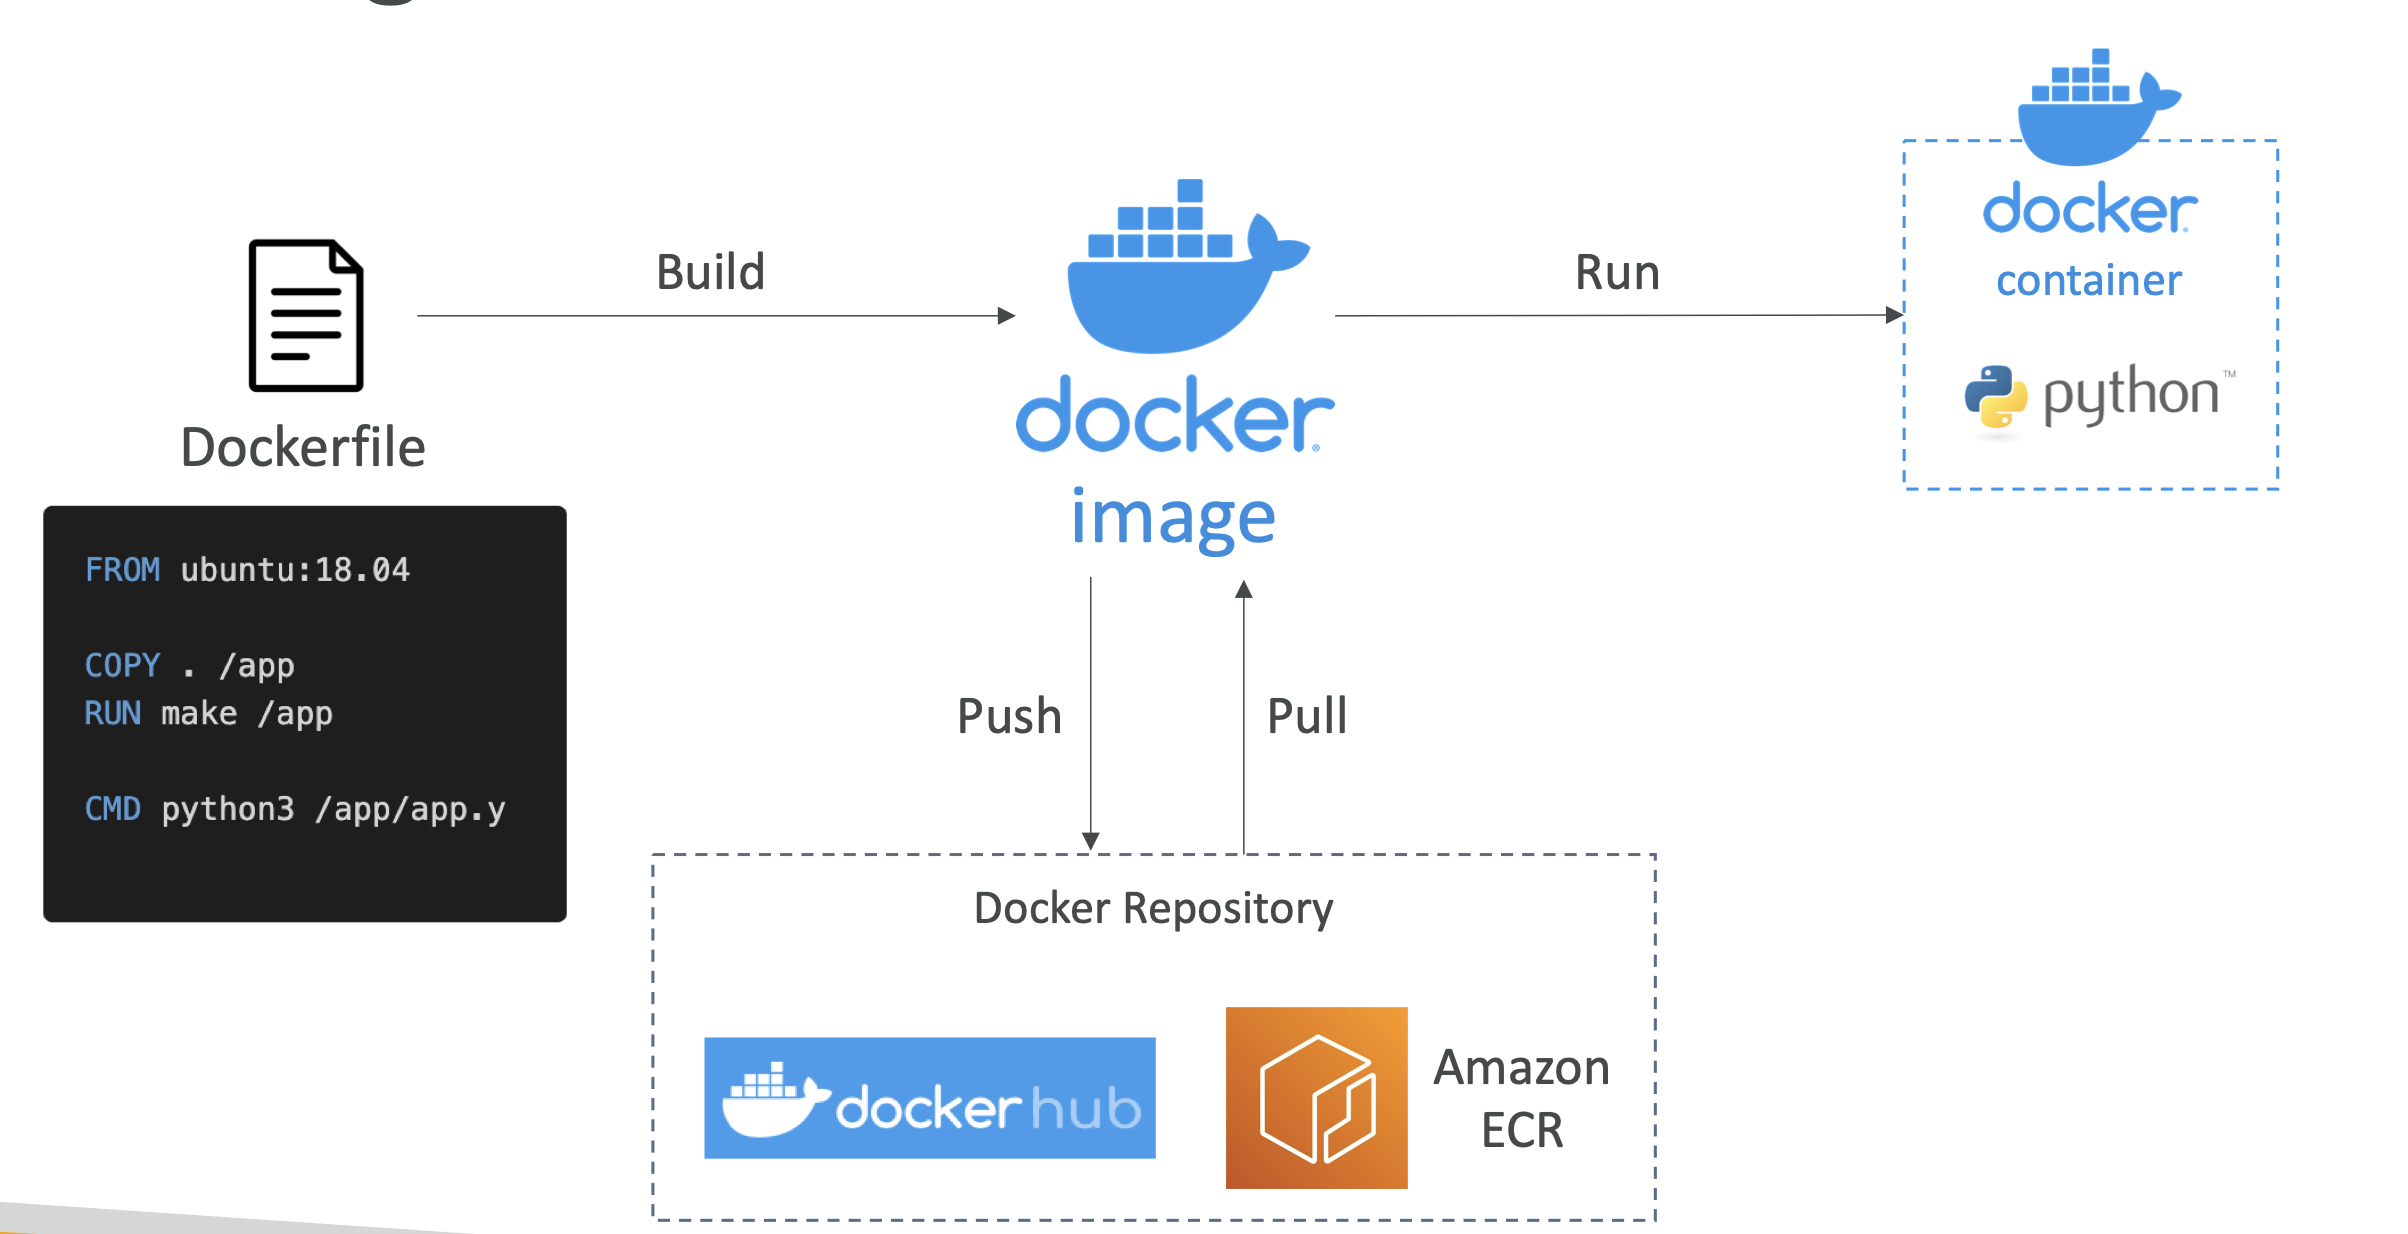 Build
Run
Dockerfile
docker
image
docker
container
python™
FROM ubuntu:18.04
COPY . /app
RUN make /app
CMD python3 /app/app.y
Push
Pull
Docker Repository
docker hub
Amazon
ECR